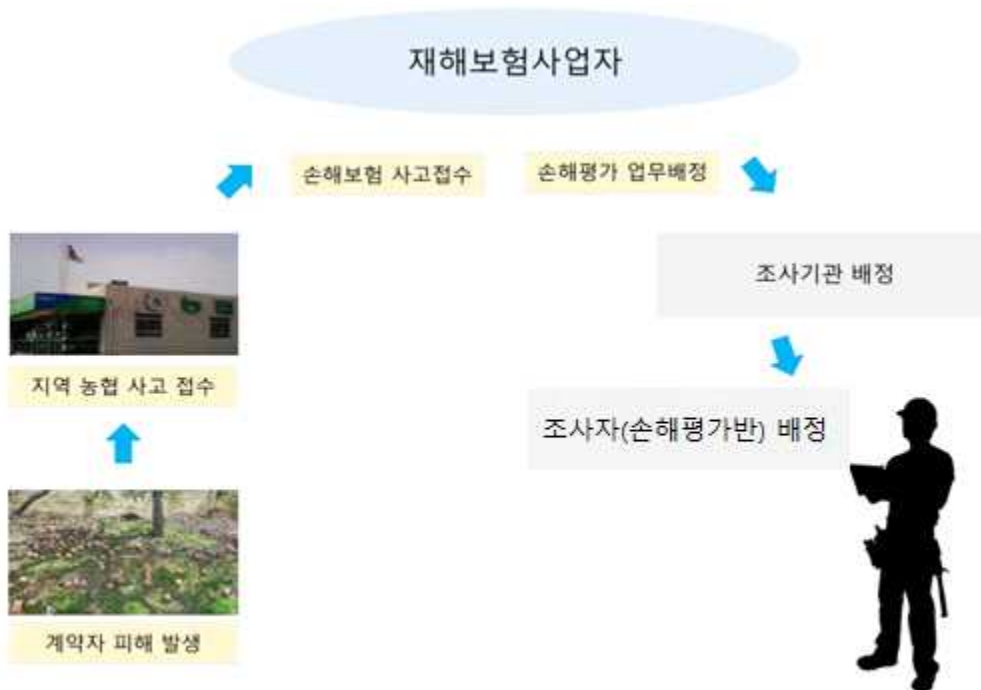 재해보험사업자
손해보험 사고접수
손해평가 업무배정
조사기관 배정
지역 농협 사고 접수
조사자(손해평가반) 배정
계약자 피해 발생